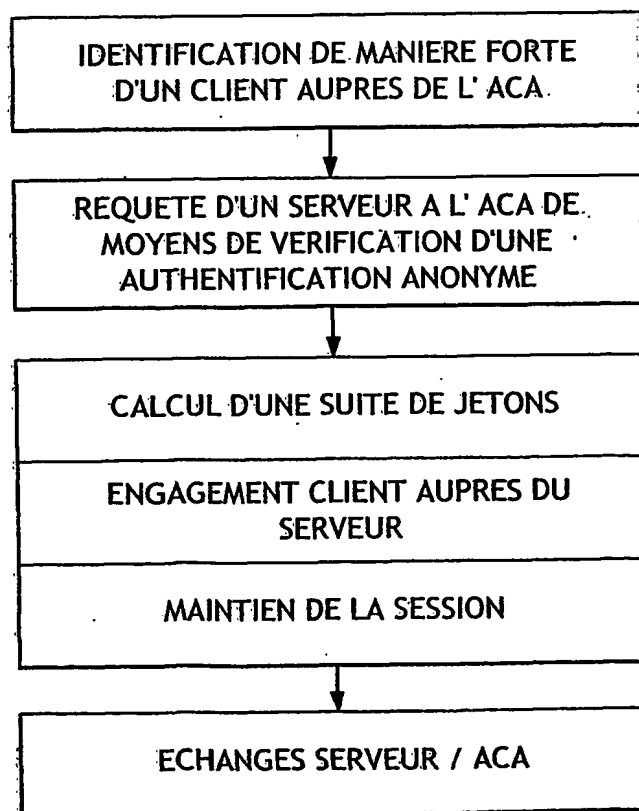 IDENTIFICATION DE MANIERE FORTE
D'UN CLIENT AUPRES DE L' ACA
REQUETE D'UN SERVEUR A L' ACA DE
MOYENS DE VERIFICATION D'UNE
AUTHENTIFICATION ANONYME
CALCUL D'UNE SUITE DE JETONS
ENGAGEMENT CLIENT AUPRES DU
SERVEUR
MAINTIEN DE LA SESSION
ECHANGES SERVEUR / ACA